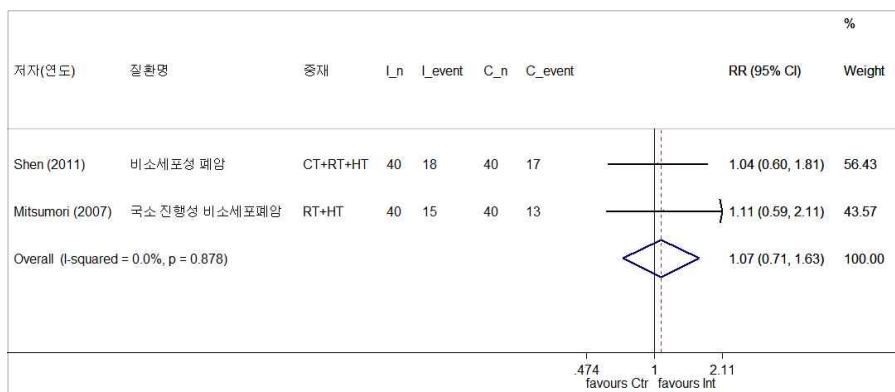 %
저자(연도) 질환명 중재 I_n I_event C_n C_event RR (95% CI) Weight
Shen (2011) 비소세포성 폐암 CT+RT+HT 40 18 40 17 1.04 (0.60, 1.81) 56.43
Mitsumori (2007) 국소 진행성 비소세포폐암 RT+HT 40 15 40 13 1.11 (0.59, 2.11) 43.57
Overall (I-squared = 0.0%, p = 0.878) 1.07 (0.71, 1.63) 100.00
.474 1 2.11
favours Ctr favours Int